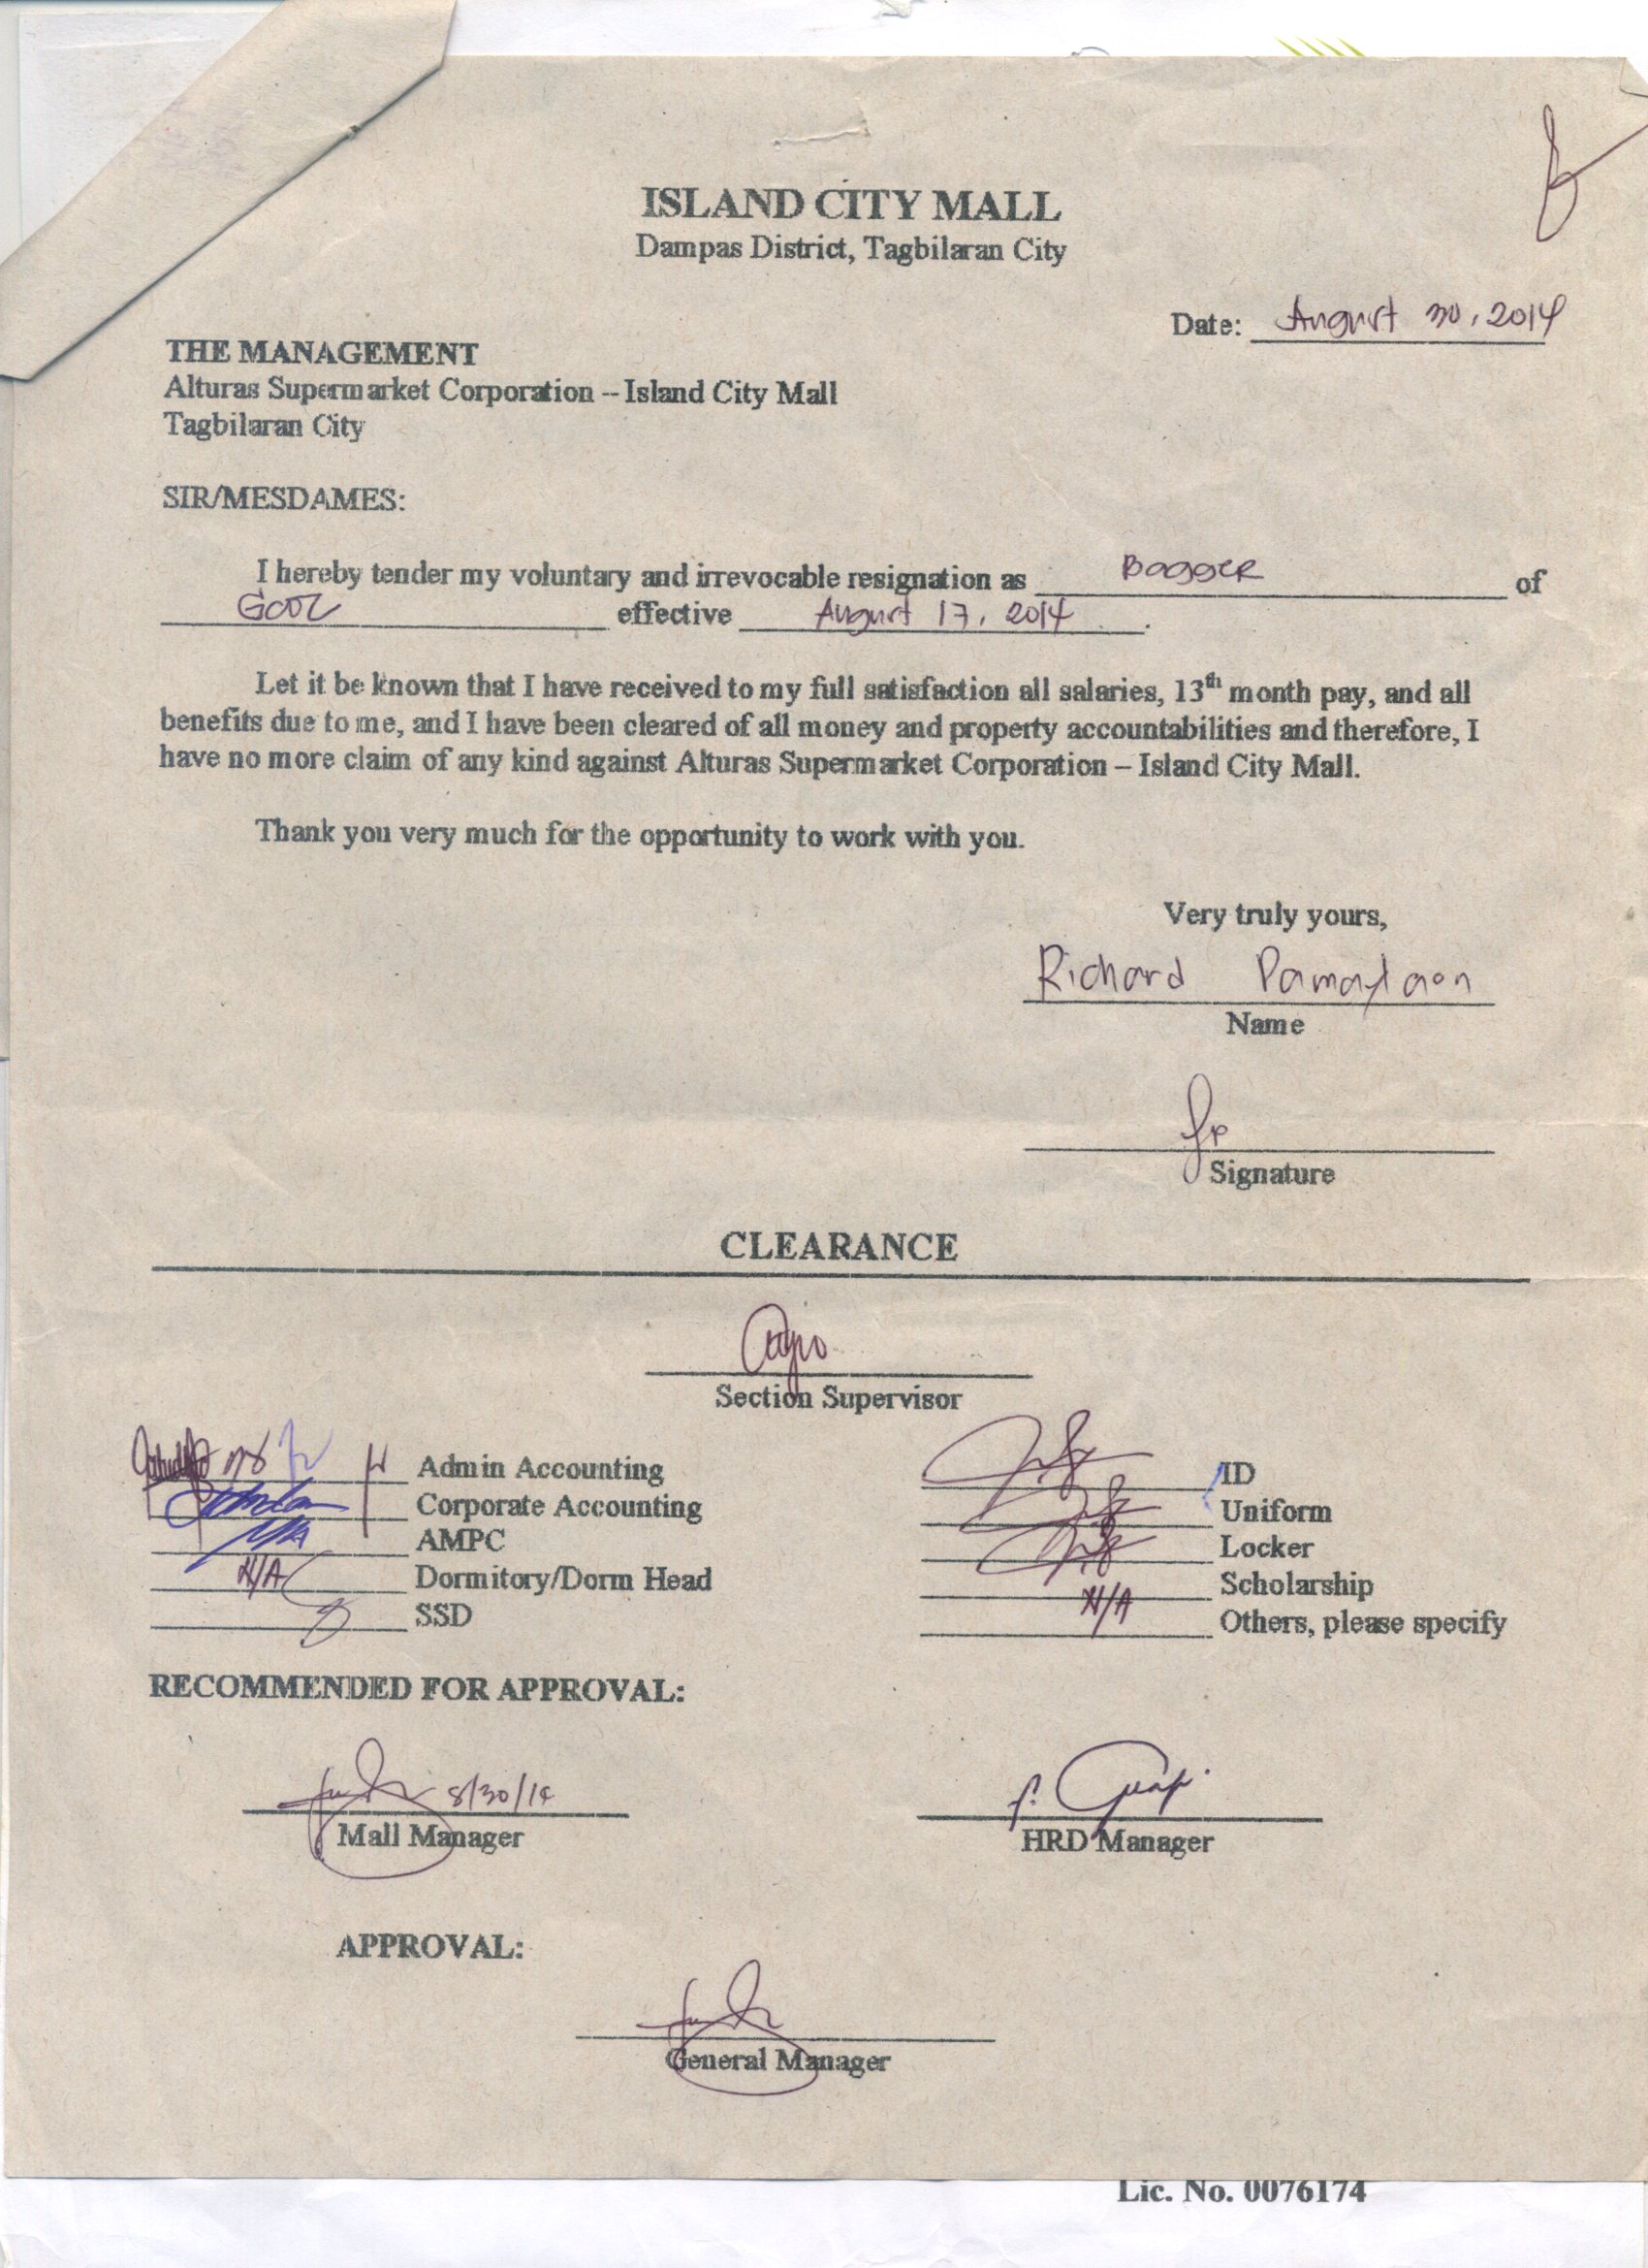 ISLAND CITY MALL
Dampas District, Tagbilaran City
Date: August 30, 2014
THE MANAGEMENT
Alturas Supermarket Corporation – Island City Mall
Tagbilaran City
SIR/MESDAMES:
I hereby tender my voluntary and irrevocable resignation as Bagger of
effective August 17, 2014.
Let it be known that I have received to my full satisfaction all salaries, 13th month pay, and all
benefits due to me, and I have been cleared of all money and property accountabilities and therefore, I
have no more claim of any kind against Alturas Supermarket Corporation – Island City Mall.
Thank you very much for the opportunity to work with you.
Very truly yours,
Richard Pamaylaon
Name
Signature
CLEARANCE
Section Supervisor
Admin Accounting
Corporate Accounting
N/A AMPC
N/A Dormitory/Dorm Head
SSD
ID
Uniform
Locker
N/A Scholarship
Others, please specify
RECOMMENDED FOR APPROVAL:
8/30/14
Mall Manager
HRD Manager
APPROVAL:
General Manager
Lic. No. 0076174